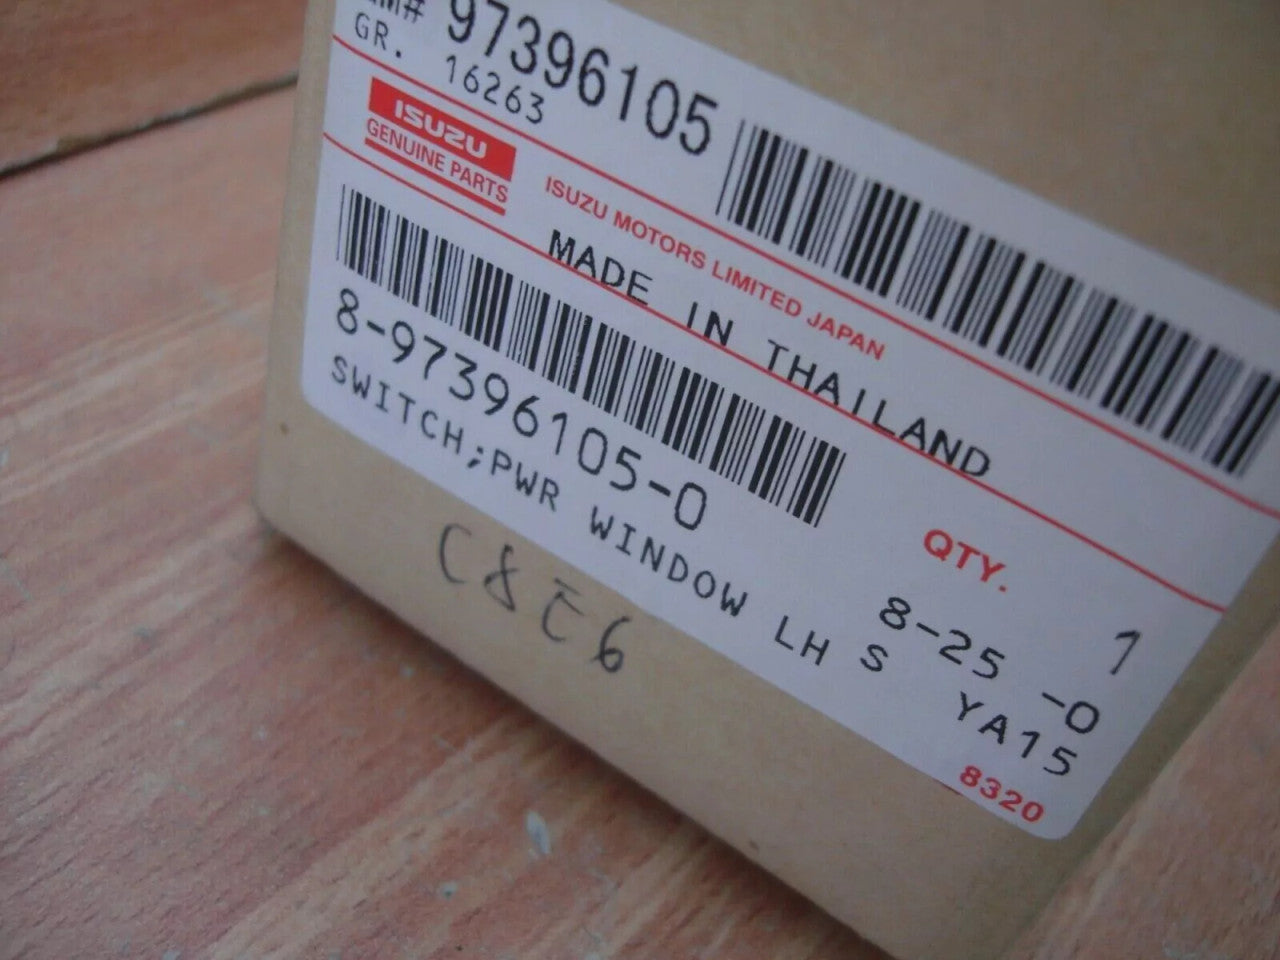 97396105
GR. 16263
ISUZU
GENUINE PARTS
ISUZU MOTORS LIMITED JAPAN
MADE IN THAILAND
8-97396105-0
SWITCH;PWR WINDOW LH S
QTY.
1
8-25 -0
YA15
8320